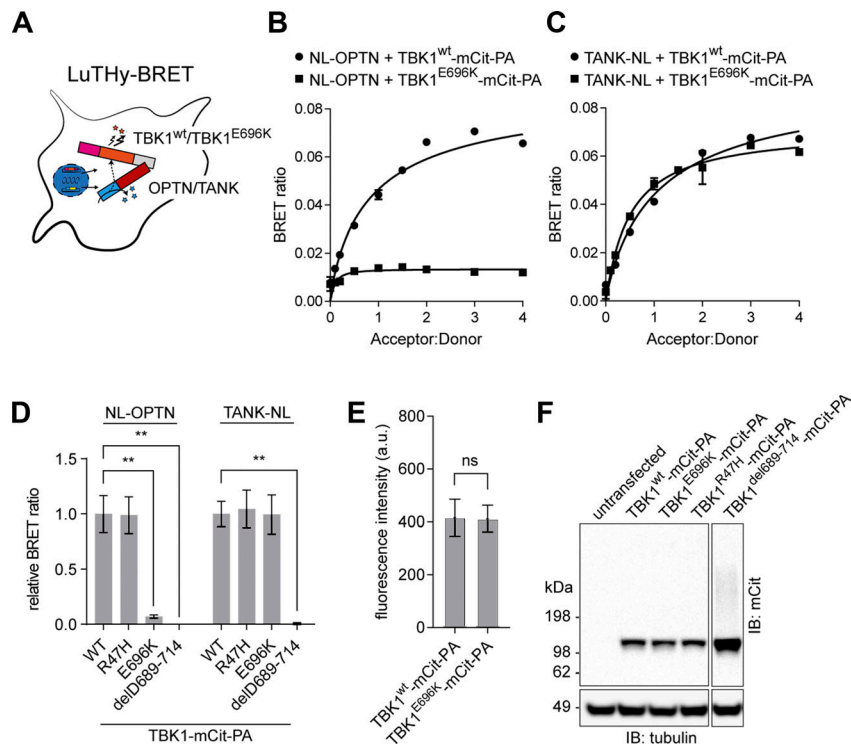 A
LuTHy-BRET
TBK1wt/TBK1E696K
OPTN/TANK
B
NL-OPTN + TBK1wt-mCit-PA
NL-OPTN + TBK1E696K-mCit-PA
0.08
0.06
0.04
0.02
0.00
BRET ratio
0 1 2 3 4
Acceptor:Donor
C
TANK-NL + TBK1wt-mCit-PA
TANK-NL + TBK1E696K-mCit-PA
0.08
0.06
0.04
0.02
0.00
BRET ratio
0 1 2 3 4
Acceptor:Donor
D
NL-OPTN TANK-NL
**
**
**
1.5
1.0
0.5
0.0
relative BRET ratio
WT
R47H
E696K
delD689-714
WT
R47H
E696K
delD689-714
TBK1-mCit-PA
E
800
600
400
200
0
fluorescence intensity (a.u.)
ns
TBK1wt-mCit-PA
TBK1E696K-mCit-PA
F
untransfected
TBK1wt-mCit-PA
TBK1E696K-mCit-PA
TBK1R47H-mCit-PA
TBK1del689-714-mCit-PA
kDa
198
98
62
49
IB: mCit
IB: tubulin